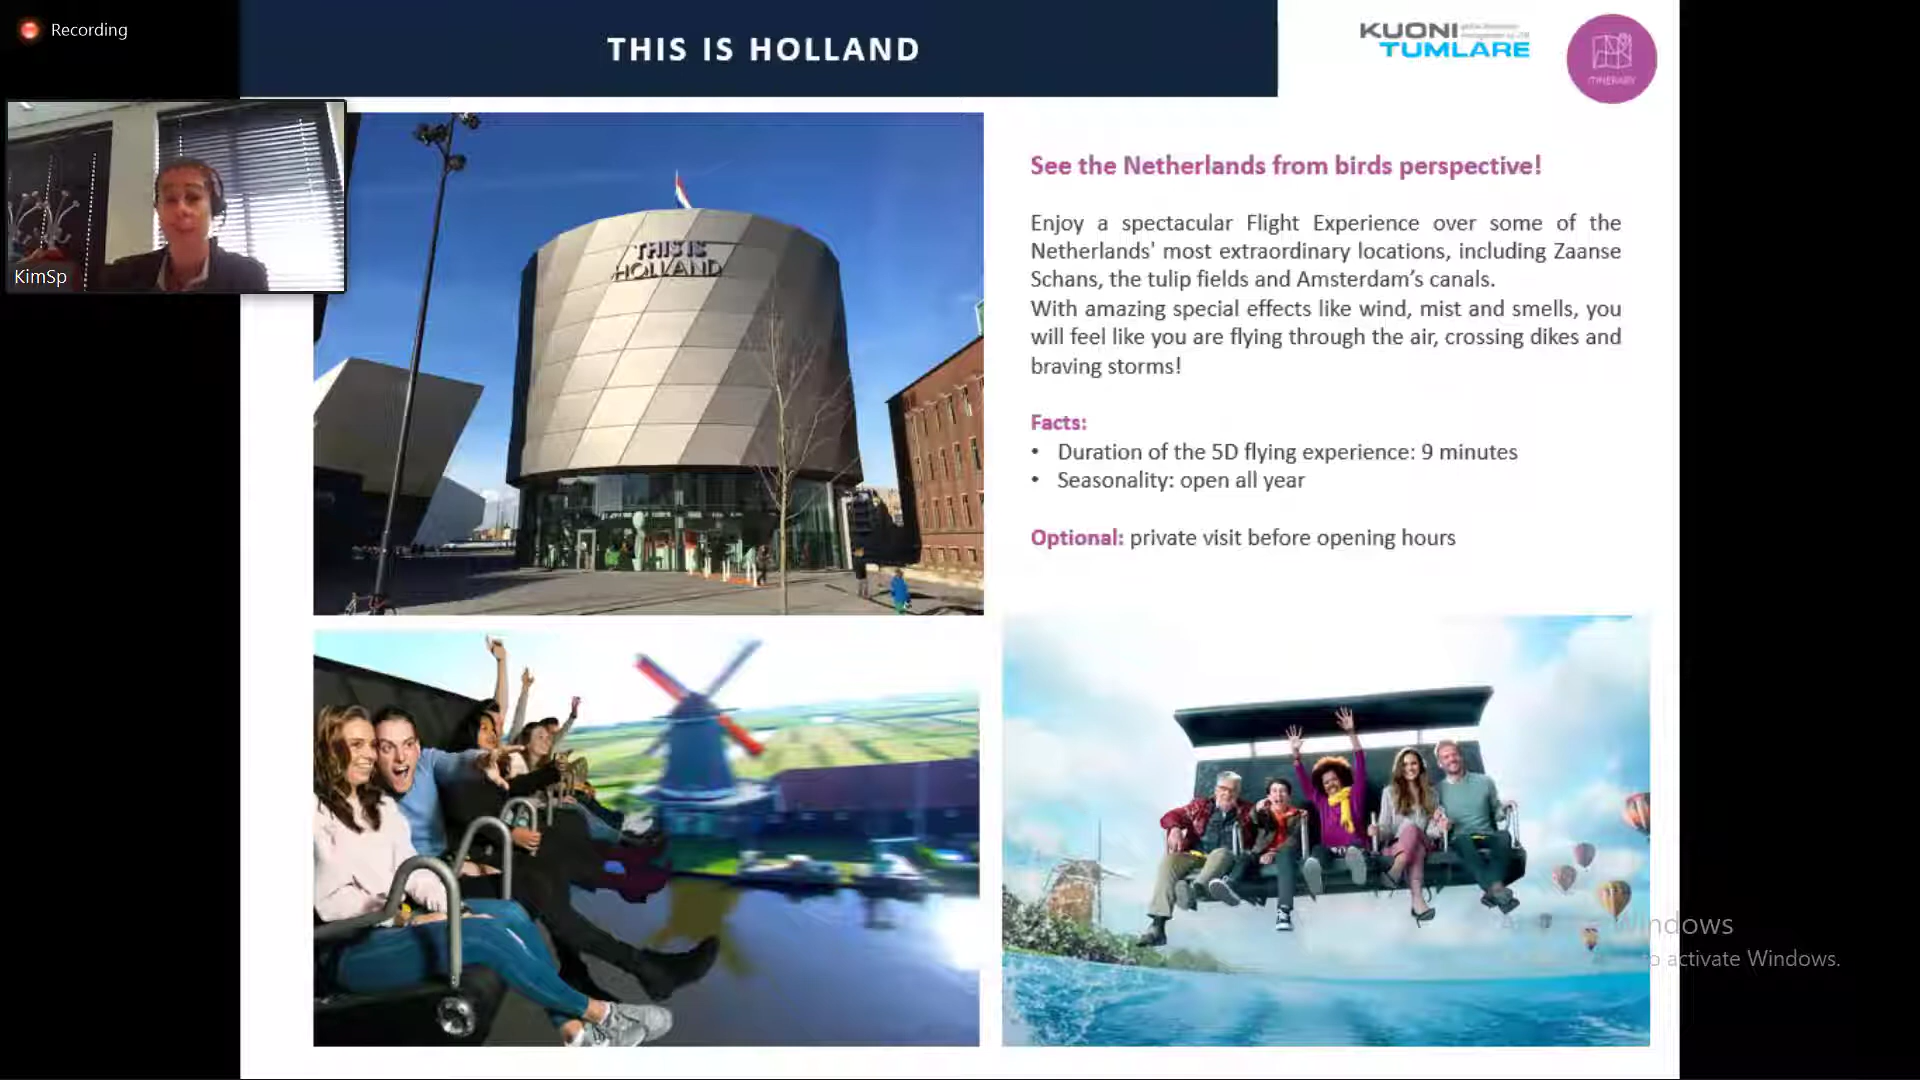 Recording
THIS IS HOLLAND
KUONI
TUMLARE
ITINERARY
KimSp
THIS IS
HOLLAND
See the Netherlands from birds perspective!
Enjoy a spectacular Flight Experience over some of the
Netherlands' most extraordinary locations, including Zaanse
Schans, the tulip fields and Amsterdam’s canals.
With amazing special effects like wind, mist and smells, you
will feel like you are flying through the air, crossing dikes and
braving storms!
Facts:
• Duration of the 5D flying experience: 9 minutes
• Seasonality: open all year
Optional: private visit before opening hours
activate Windows.